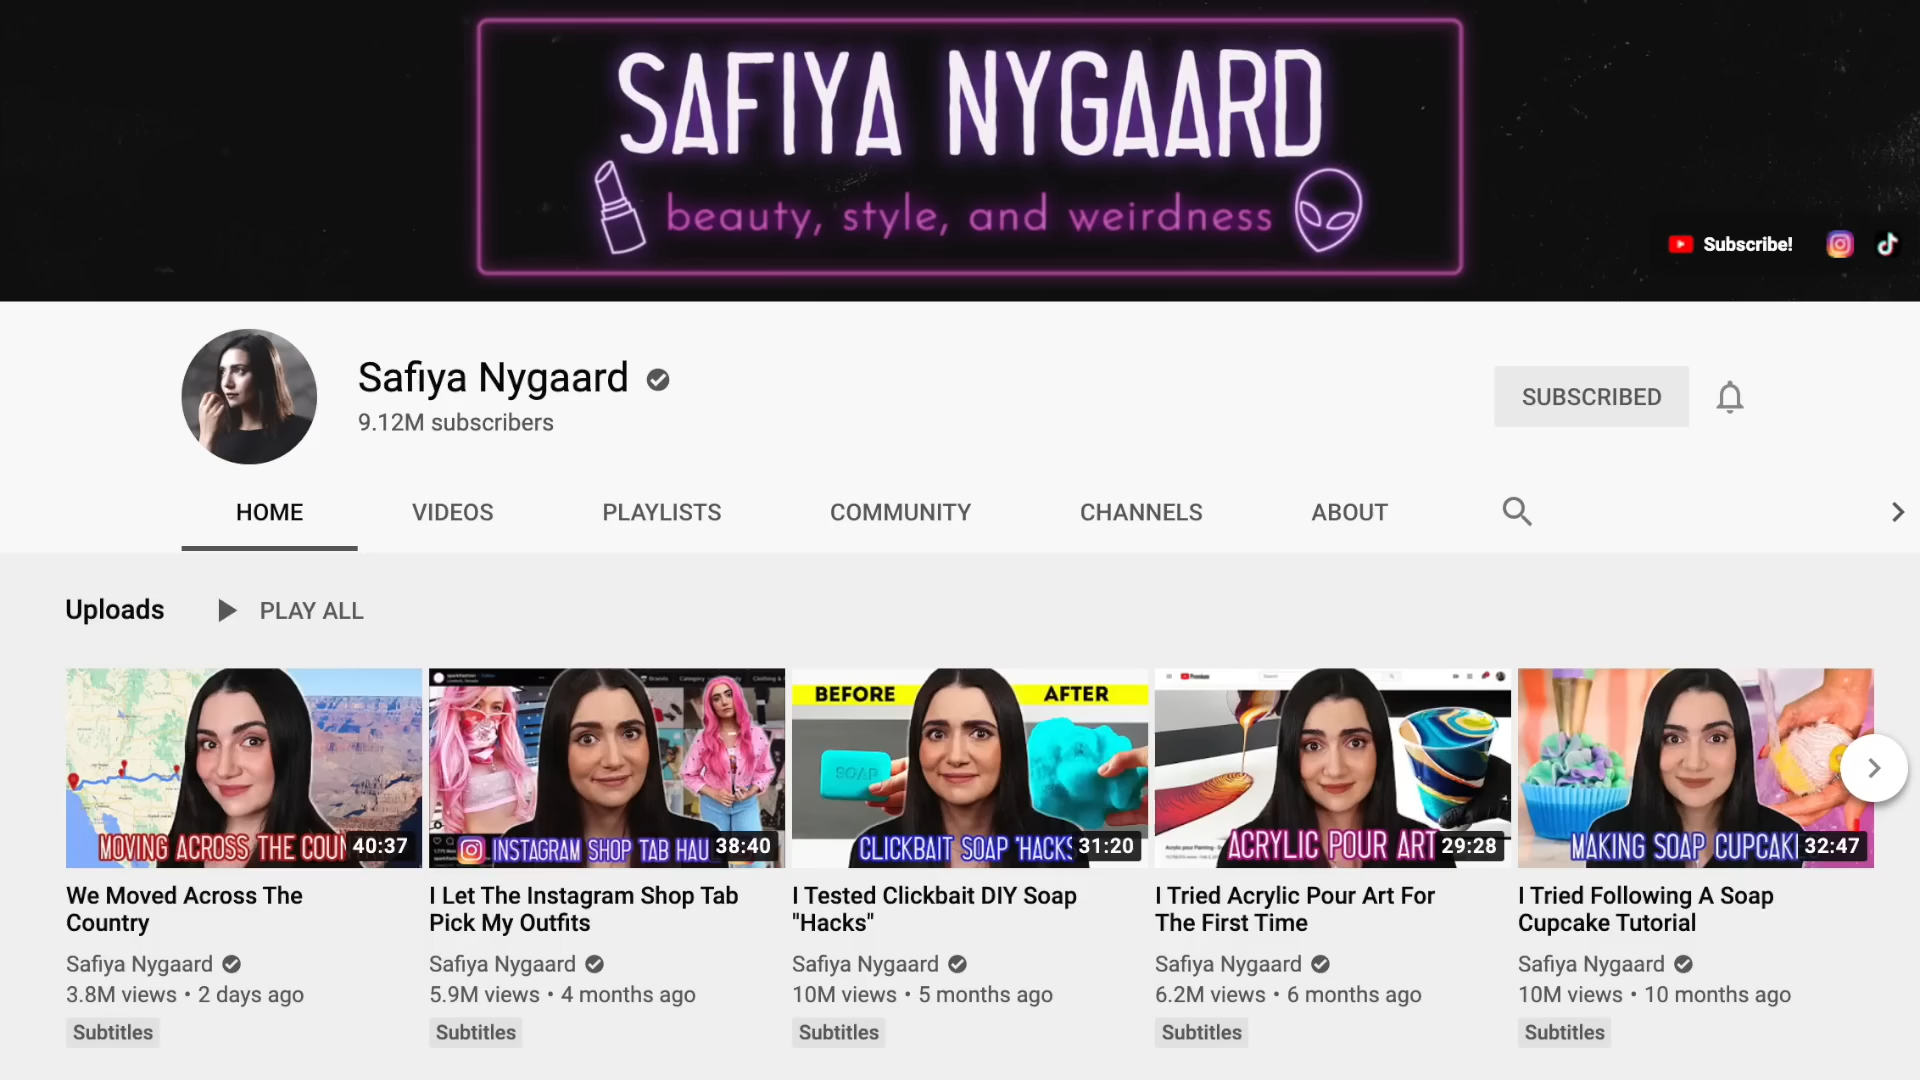 SAFIYA NYGAARD
beauty, style, and weirdness
Subscribe!
Safiya Nygaard
9.12M subscribers
SUBSCRIBED
HOME VIDEOS PLAYLISTS COMMUNITY CHANNELS ABOUT
Uploads PLAY ALL
MOVING ACROSS THE COUN
40:37
We Moved Across The
Country
Safiya Nygaard
3.8M views • 2 days ago
Subtitles
INSTAGRAM SHOP TAB HAU
38:40
I Let The Instagram Shop Tab
Pick My Outfits
Safiya Nygaard
5.9M views • 4 months ago
Subtitles
BEFORE AFTER
SOAP
CLICKBAIT SOAP "HACKS
31:20
I Tested Clickbait DIY Soap
"Hacks"
Safiya Nygaard
10M views • 5 months ago
Subtitles
Premium
ACRYLIC POUR ART
29:28
I Tried Acrylic Pour Art For
The First Time
Safiya Nygaard
6.2M views • 6 months ago
Subtitles
MAKING SOAP CUPCAK
32:47
I Tried Following A Soap
Cupcake Tutorial
Safiya Nygaard
10M views • 10 months ago
Subtitles